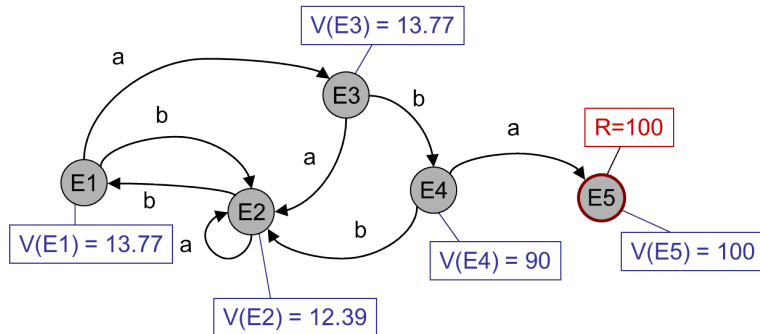 V(E3) = 13.77
a
E3
b
b
a
R=100
a
E1
b
E2
a
E4
b
E5
V(E1) = 13.77
V(E4) = 90
V(E5) = 100
V(E2) = 12.39